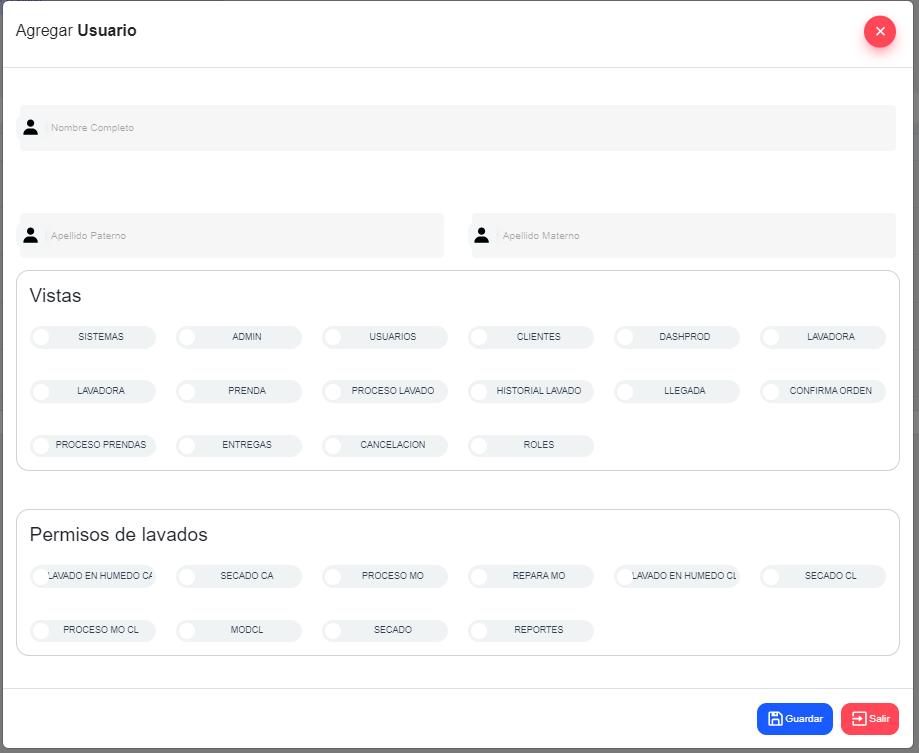 Agregar Usuario
Nombre Completo
Apellido Paterno Apellido Materno
Vistas
SISTEMAS ADMIN USUARIOS CLIENTES DASHPROD LAVADORA
LAVADORA PRENDA PROCESO LAVADO HISTORIAL LAVADO LLEGADA CONFIRMA ORDEN
PROCESO PRENDAS ENTREGAS CANCELACION ROLES
Permisos de lavados
LAVADO EN HUMEDO CA SECADO CA PROCESO MO REPARA MO LAVADO EN HUMEDO CL SECADO CL
PROCESO MO CL MODCL SECADO REPORTES
Guardar Salir